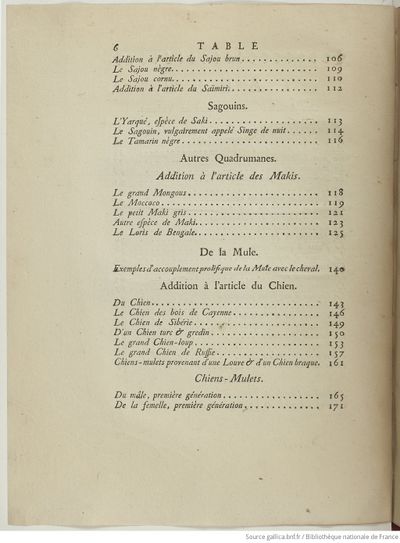 6 TABLE
Addition à l'article du Sajou brun............. 106
Le Sajou nègre......................... 109
Le Sajou cornu......................... 110
Addition à l'article du Saïmiri................ 112
Sagouins.
L'Yarqué, espèce de Saki.................. 113
Le Sagouin, vulgairement appelé Singe de nuit...... 114
Le Tamarin nègre....................... 116
Autres Quadrumanes.
Addition à l'article des Makis.
Le grand Mongous...................... 118
Le Mococo........................... 119
Le petit Maki gris...................... 121
Autre espèce de Maki.................... 123
Le Loris de Bengale..................... 125
De la Mule.
Exemples d'accouplement prolifique de la Mule avec le cheval. 140
Addition à l'article du Chien.
Du Chien............................ 143
Le Chien des bois de Cayenne............... 146
Le Chien de Sibérie..................... 149
D'un Chien turc & gredin.................. 150
Le grand Chien-loup..................... 153
Le grand Chien de Russie.................. 157
Chiens-mulets provenant d'une Louve & d'un Chien braque. 161
Chiens-Mulets.
Du mâle, première génération............... 165
De la femelle, première génération............. 171
Source gallica.bnf.fr / Bibliothèque nationale de France